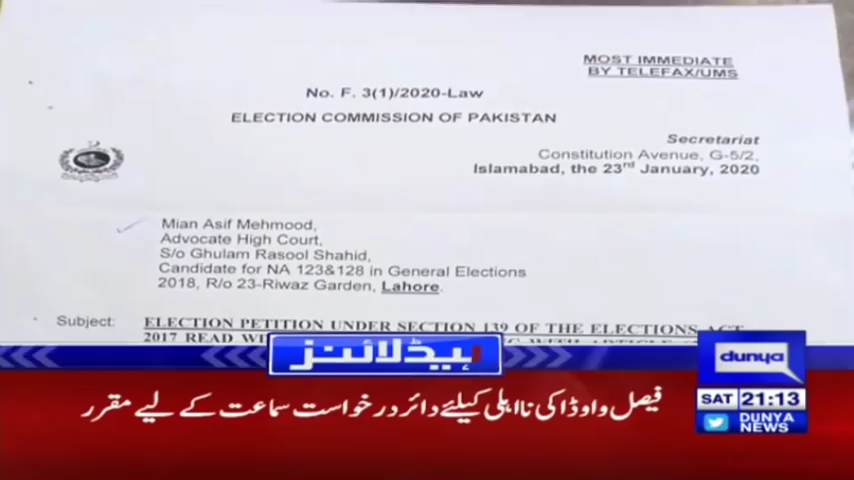 MOST IMMEDIATE
BY TELEFAX/UMS
No. F. 3(1)/2020-Law
ELECTION COMMISSION OF PAKISTAN
Secretariat
Constitution Avenue, G-5/2,
Islamabad, the 23rd January, 2020
Mian Asif Mehmood,
Advocate High Court,
S/o Ghulam Rasool Shahid,
Candidate for NA 123&128 in General Elections
2018, R/o 23-Riwaz Garden, Lahore.
Subject: ELECTION PETITION UNDER SECTION 139 OF THE ELECTIONS ACT
2017 READ WITH ARTICLE
ہیڈلائنز
فیصل واوڈا کی نااہلی کیلئے دائر درخواست سماعت کے لیے مقرر
dunya
SAT 21:13
DUNYA
NEWS